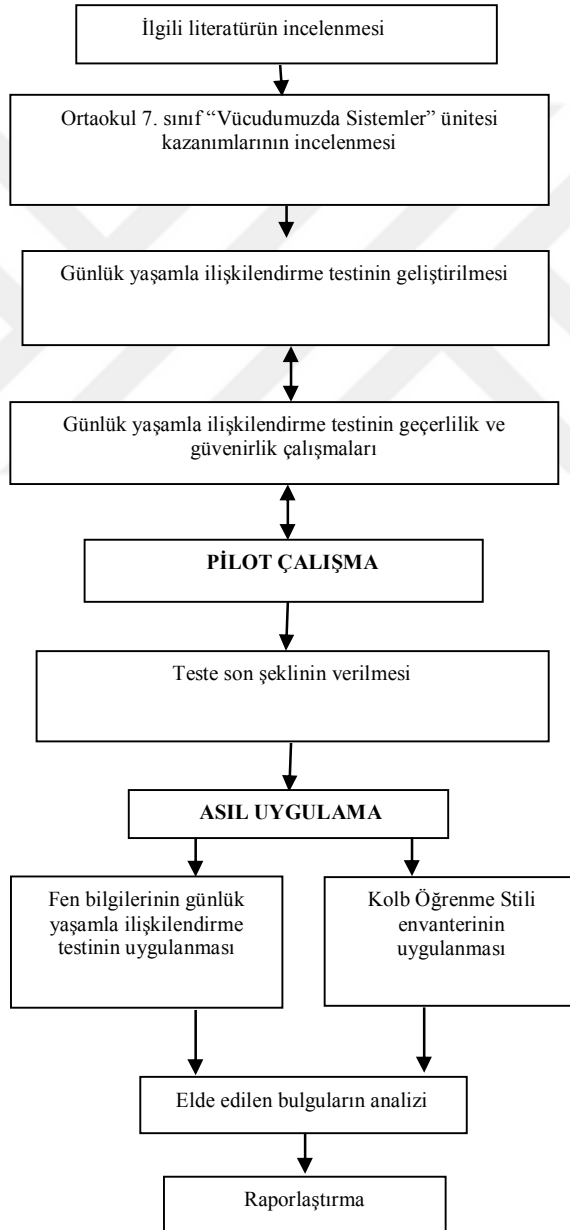 İlgili literatürün incelenmesi
Ortaokul 7. sınıf “Vücudumuzda Sistemler” ünitesi
kazanımlarının incelenmesi
Günlük yaşamla ilişkilendirme testinin geliştirilmesi
Günlük yaşamla ilişkilendirme testinin geçerlilik ve
güvenirlik çalışmaları
PİLOT ÇALIŞMA
Teste son şeklinin verilmesi
ASIL UYGULAMA
Fen bilgilerinin günlük
yaşamla ilişkilendirme
testinin uygulanması
Kolb Öğrenme Stili
envanterinin
uygulanması
Elde edilen bulguların analizi
Raporlaştırma